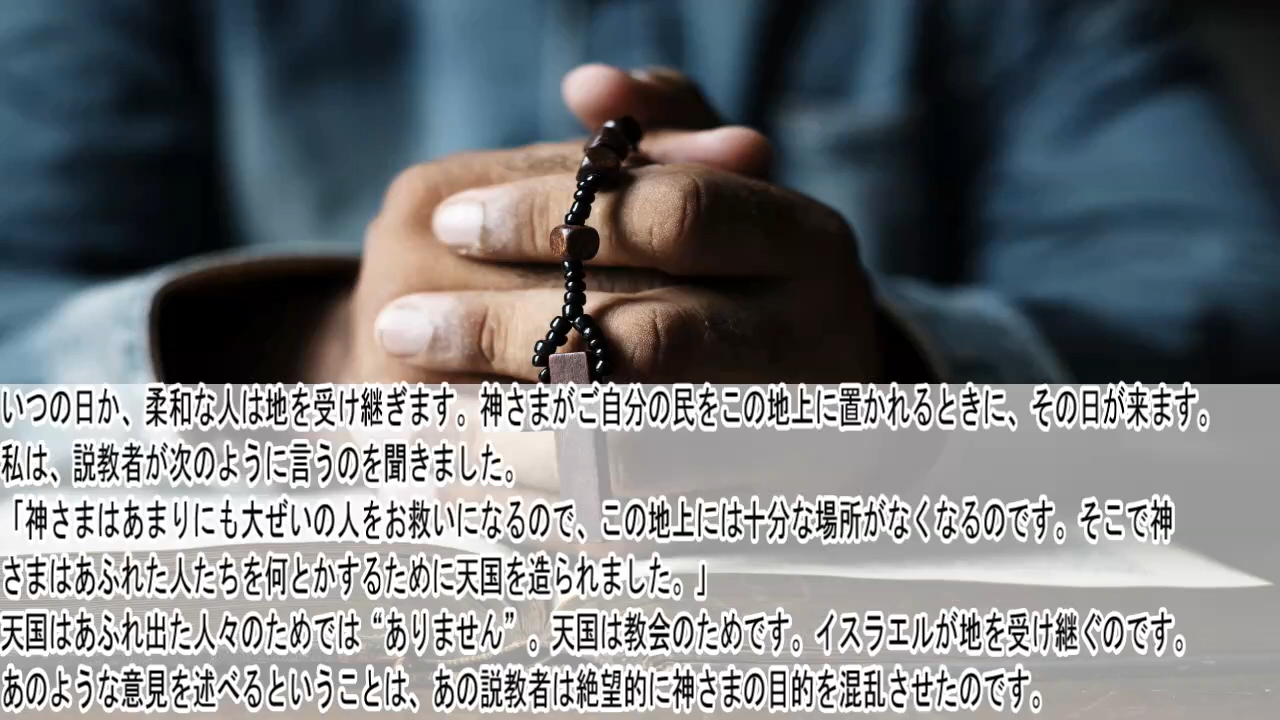 いつの日か、柔和な人は地を受け継ぎます。神さまがご自分の民をこの地上に置かれるときに、その日が来ます。
私は、説教者が次のように言うのを聞きました。
「神さまはあまりにも大ぜいの人をお救いになるので、この地上には十分な場所がなくなるのです。そこで神
さまはあふれた人たちを何とかするために天国を造られました。」
天国はあふれ出た人々のためでは“ありません”。天国は教会のためです。イスラエルが地を受け継ぐのです。
あのような意見を述べるということは、あの説教者は絶望的に神さまの目的を混乱させたのです。